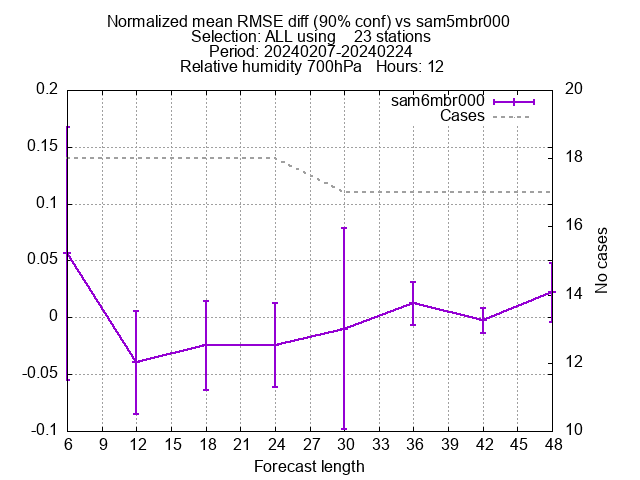 Normalized mean RMSE diff (90% conf) vs sam5mbr000
Selection: ALL using    23 stations
Period: 20240207-20240224
Relative humidity 700hPa   Hours: 12
sam6mbr000
Cases
0.2
0.15
0.1
0.05
0
-0.05
-0.1
20
18
16
14
12
10
No cases
6 9 12 15 18 21 24 27 30 33 36 39 42 45 48
Forecast length